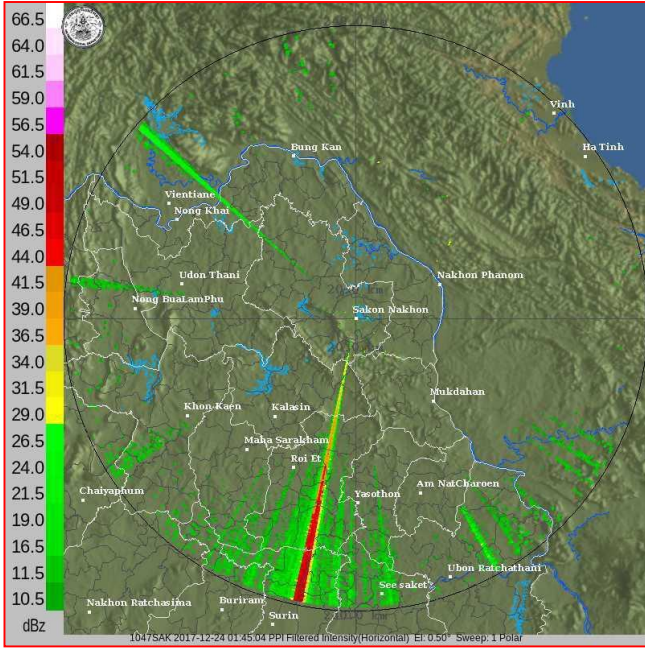 66.5
64.0
61.5
59.0
56.5
54.0
51.5
49.0
46.5
44.0
41.5
39.0
36.5
34.0
31.5
29.0
26.5
24.0
21.5
19.0
16.5
14.0
11.5
10.5
dBz
Vinh
Ha Tinh
Bung Kan
Vientiane
Nong Khai
Udon Thani
Nakhon Phanom
Nong BuaLamPhu
Sakon Nakhon
Mukdahan
Khon Kaen
Kalasin
Maha Sarakham
Roi Et
Am NatCharoen
Chaiyaphum
Yasothon
Ubon Ratchathani
See saket
Nakhon Ratchasima
Buriram
Surin
1047SAK 2017-12-24 01:45:04 PPI Filtered Intensity(Horizontal) El: 0.50° Sweep: 1 Polar